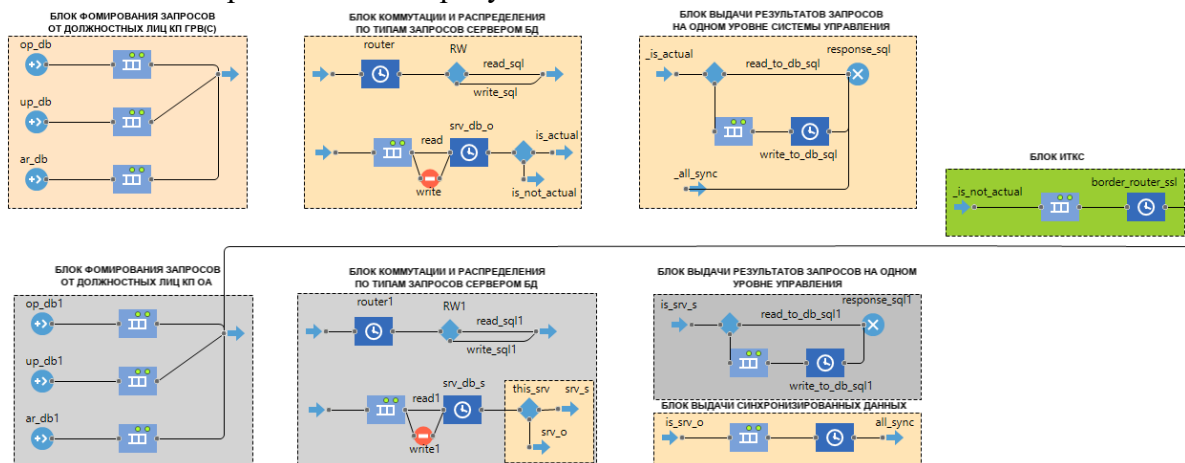 БЛОК ФОМИРОВАНИЯ ЗАПРОСОВ
ОТ ДОЛЖНОСТНЫХ ЛИЦ КП ГРВ(С)
op_db
up_db
ar_db
БЛОК КОММУТАЦИИ И РАСПРЕДЕЛЕНИЯ
ПО ТИПАМ ЗАПРОСОВ СЕРВЕРОМ БД
router
RW
read_sql
write_sql
read
srv_db_o
write
is_actual
is_not_actual
БЛОК ВЫДАЧИ РЕЗУЛЬТАТОВ ЗАПРОСОВ
НА ОДНОМ УРОВНЕ СИСТЕМЫ УПРАВЛЕНИЯ
_is_actual
read_to_db_sql
response_sql
write_to_db_sql
_all_sync
БЛОК ИТКС
_is_not_actual
border_router_ssl
БЛОК ФОМИРОВАНИЯ ЗАПРОСОВ
ОТ ДОЛЖНОСТНЫХ ЛИЦ КП ОА
op_db1
up_db1
ar_db1
БЛОК КОММУТАЦИИ И РАСПРЕДЕЛЕНИЯ
ПО ТИПАМ ЗАПРОСОВ СЕРВЕРОМ БД
router1
RW1
read_sql1
write_sql1
read1
srv_db_s
write1
this_srv
srv_s
srv_o
БЛОК ВЫДАЧИ РЕЗУЛЬТАТОВ ЗАПРОСОВ НА ОДНОМ
УРОВНЕ УПРАВЛЕНИЯ
is_srv_s
read_to_db_sql1
response_sql1
write_to_db_sql1
БЛОК ВЫДАЧИ СИНХРОНИЗИРОВАННЫХ ДАННЫХ
is_srv_o
all_sync